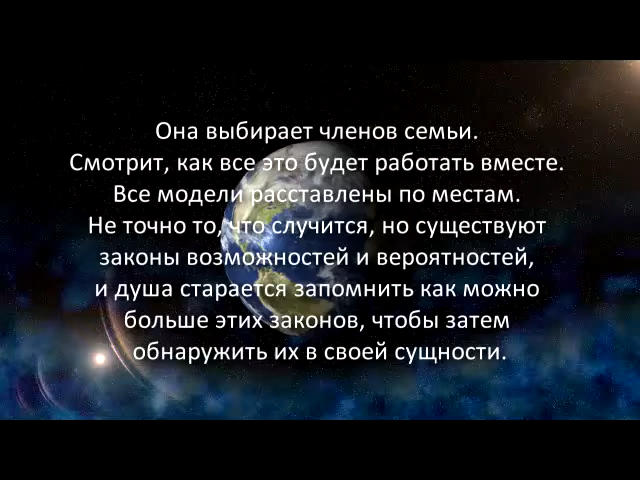 Она выбирает членов семьи.
Смотрит, как все это будет работать вместе.
Все модели расставлены по местам.
Не точно то, что случится, но существуют
законы возможностей и вероятностей,
и душа старается запомнить как можно
больше этих законов, чтобы затем
обнаружить их в своей сущности.